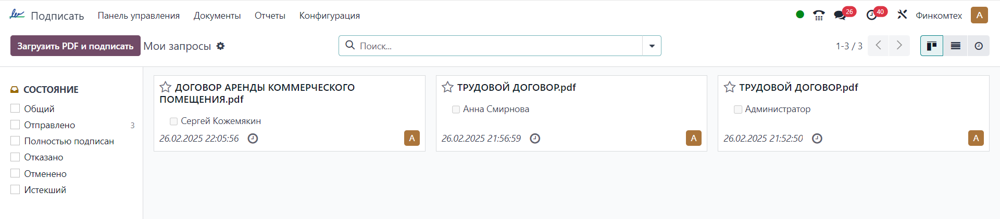 Подписать Панель управления Документы Отчеты Конфигурация 26 40 Финкомтех A
Загрузить PDF и подписать Мои запросы Поиск... 1-3 / 3
СОСТОЯНИЕ
Общий
Отправлено 3
Полностью подписан
Отказано
Отменено
Истекший
ДОГОВОР АРЕНДЫ КОММЕРЧЕСКОГО
ПОМЕЩЕНИЯ.pdf
Сергей Кожемякин
26.02.2025 22:05:56 A
ТРУДОВОЙ ДОГОВОР.pdf
Анна Смирнова
26.02.2025 21:56:59 A
ТРУДОВОЙ ДОГОВОР.pdf
Администратор
26.02.2025 21:52:50 A